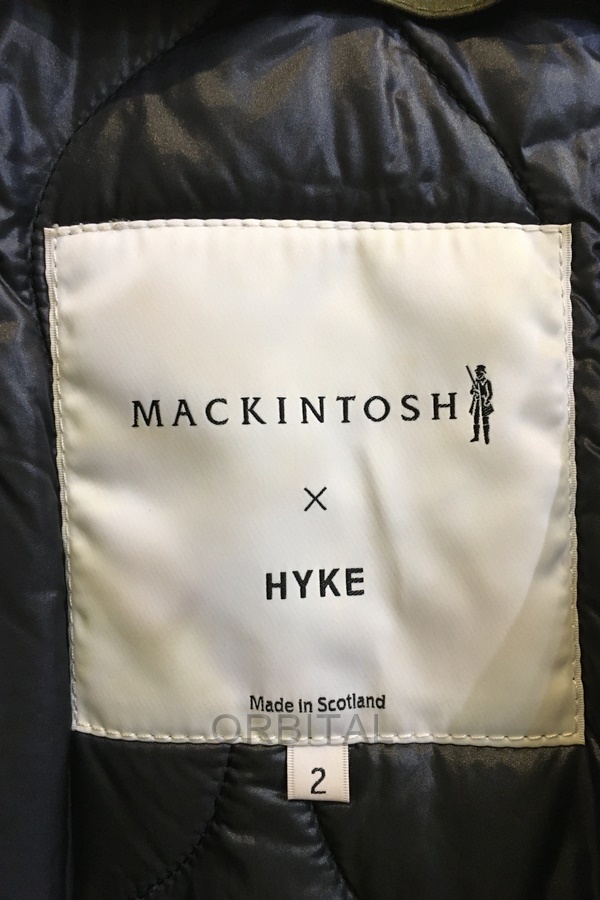 MACKINTOSH
×
HYKE
Made in Scotland
ORBITAL
2